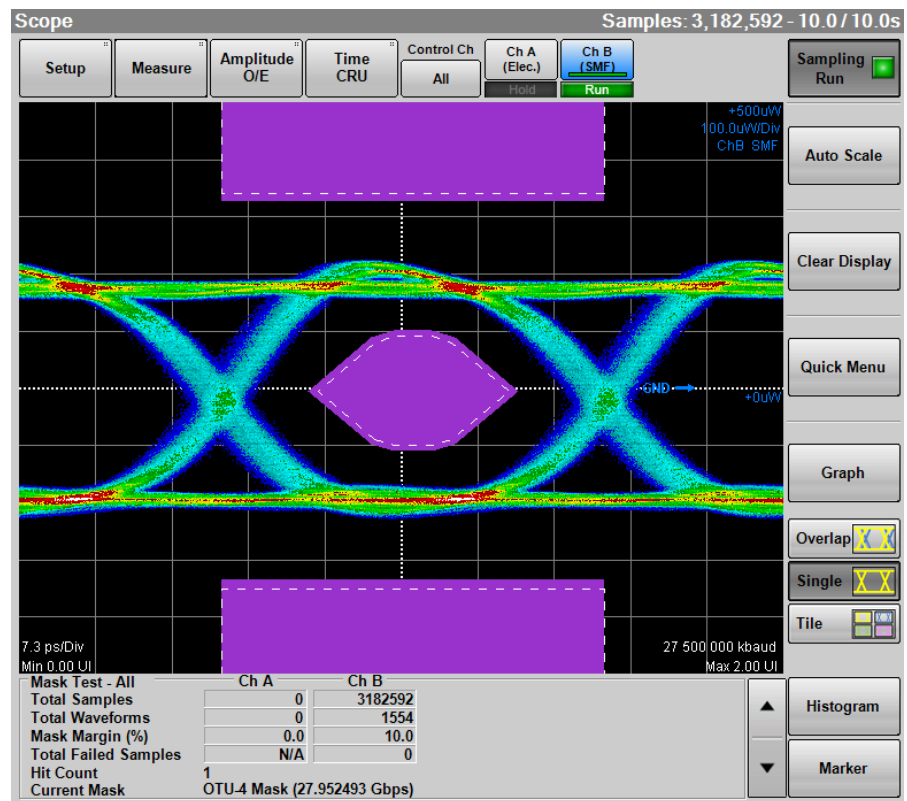 Scope Samples: 3,182,592 - 10.0 / 10.0s
Setup
Measure
Amplitude
O/E
Time
CRU
Control Ch
All
Ch A
(Elec.)
Hold
Ch B
(SMF)
Run
Sampling
Run
+500uW
100.0uW/Div
ChB SMF
Auto Scale
Clear Display
Quick Menu
GND
+0uW
Graph
Overlap
Single
Tile
7.3 ps/Div
Min 0.00 UI
27 500 000 kbaud
Max 2.00 UI
Mask Test - All Ch A Ch B
Total Samples 0 3182592
Total Waveforms 0 1554
Mask Margin (%) 0.0 10.0
Total Failed Samples N/A 0
Hit Count 1
Current Mask OTU-4 Mask (27.952493 Gbps)
Histogram
Marker